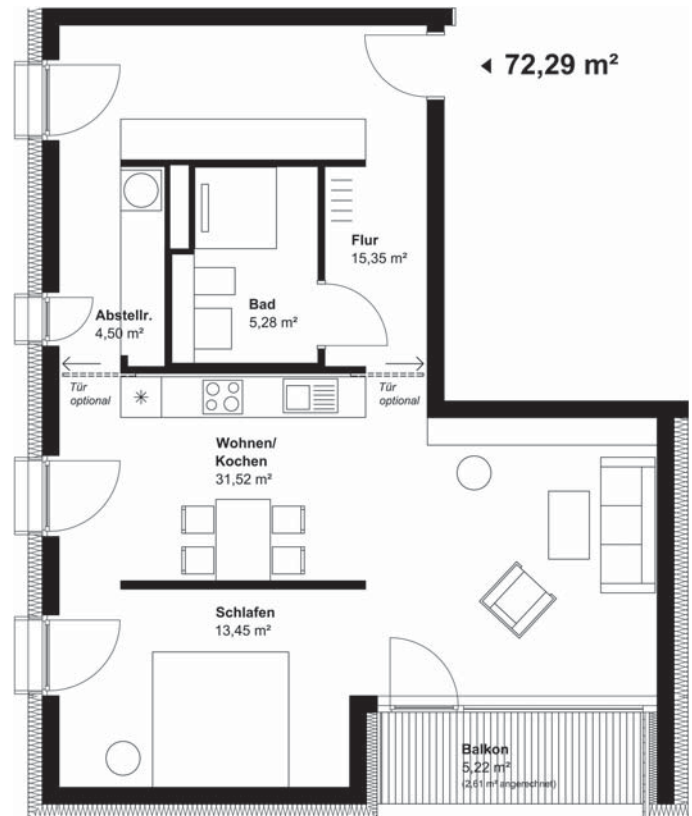 ◄ 72,29 m²
Flur
15,35 m²
Bad
5,28 m²
Abstellr.
4,50 m²
Tür
optional
Tür
optional
Wohnen/
Kochen
31,52 m²
Schlafen
13,45 m²
Balkon
5,22 m²
(2,61 m² angerechnet)